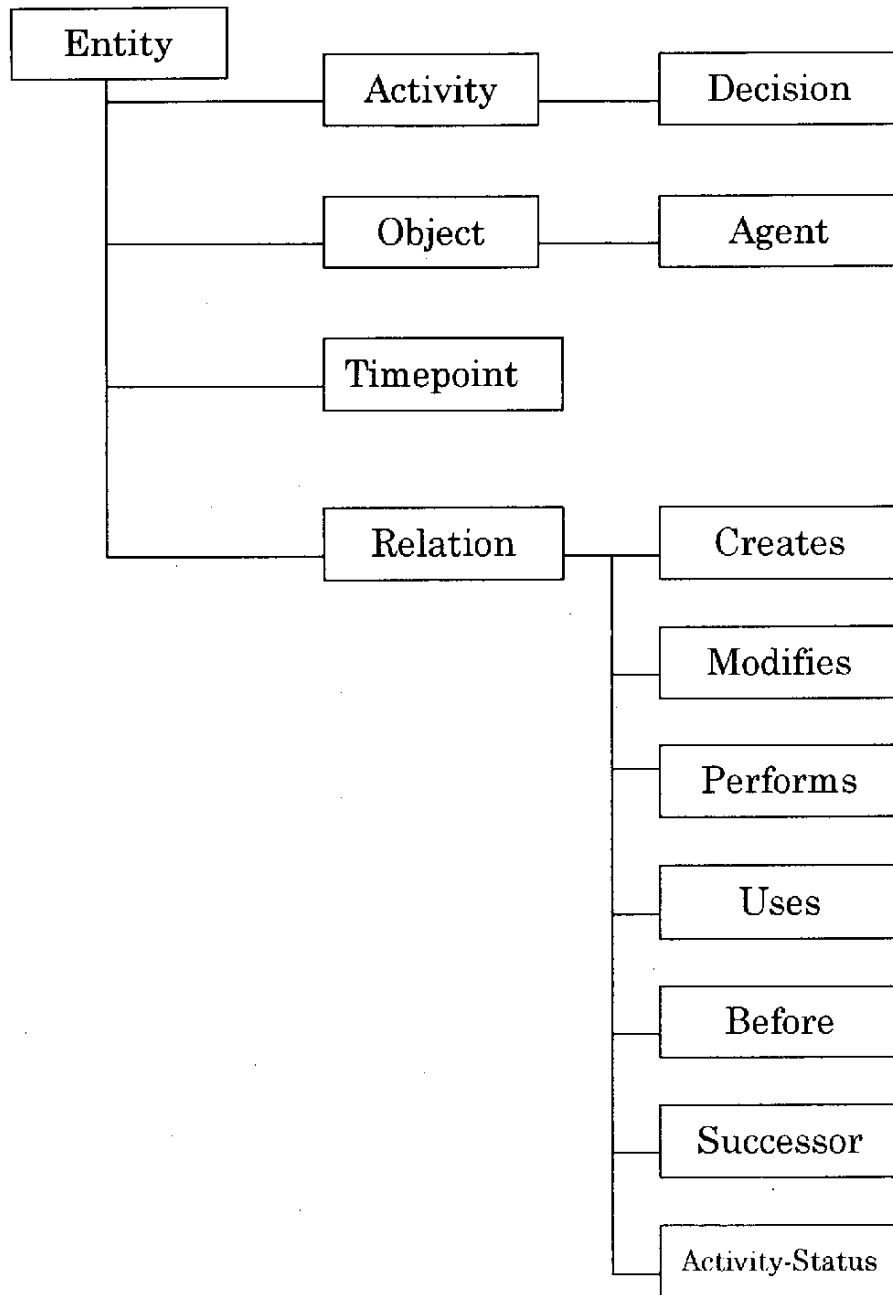 Entity
Activity
Decision
Object
Agent
Timepoint
Relation
Creates
Modifies
Performs
Uses
Before
Successor
Activity-Status